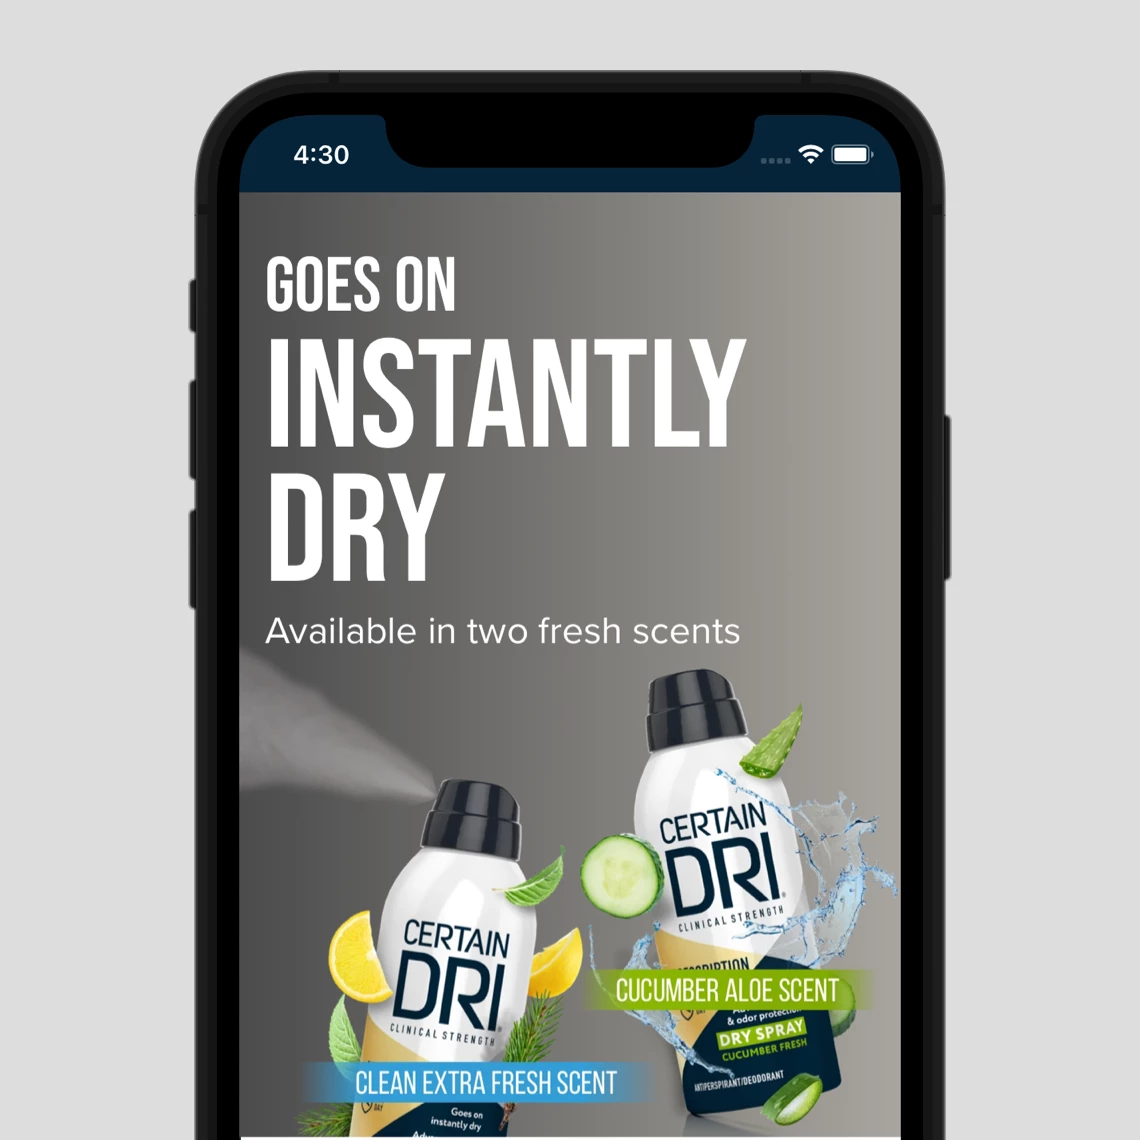 4:30
GOES ON
INSTANTLY
DRY
Available in two fresh scents
CERTAIN
DRI
CLINICAL STRENGTH
CLEAN EXTRA FRESH SCENT
DAY
Goes on
instantly dry
CERTAIN
DRI
CLINICAL STRENGTH
CUCUMBER ALOE SCENT
& odor protection
DRY SPRAY
CUCUMBER FRESH
ANTIPERSPIRANT/DEODORANT